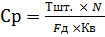 Ср = Тшт. × N
Fд ×Кв